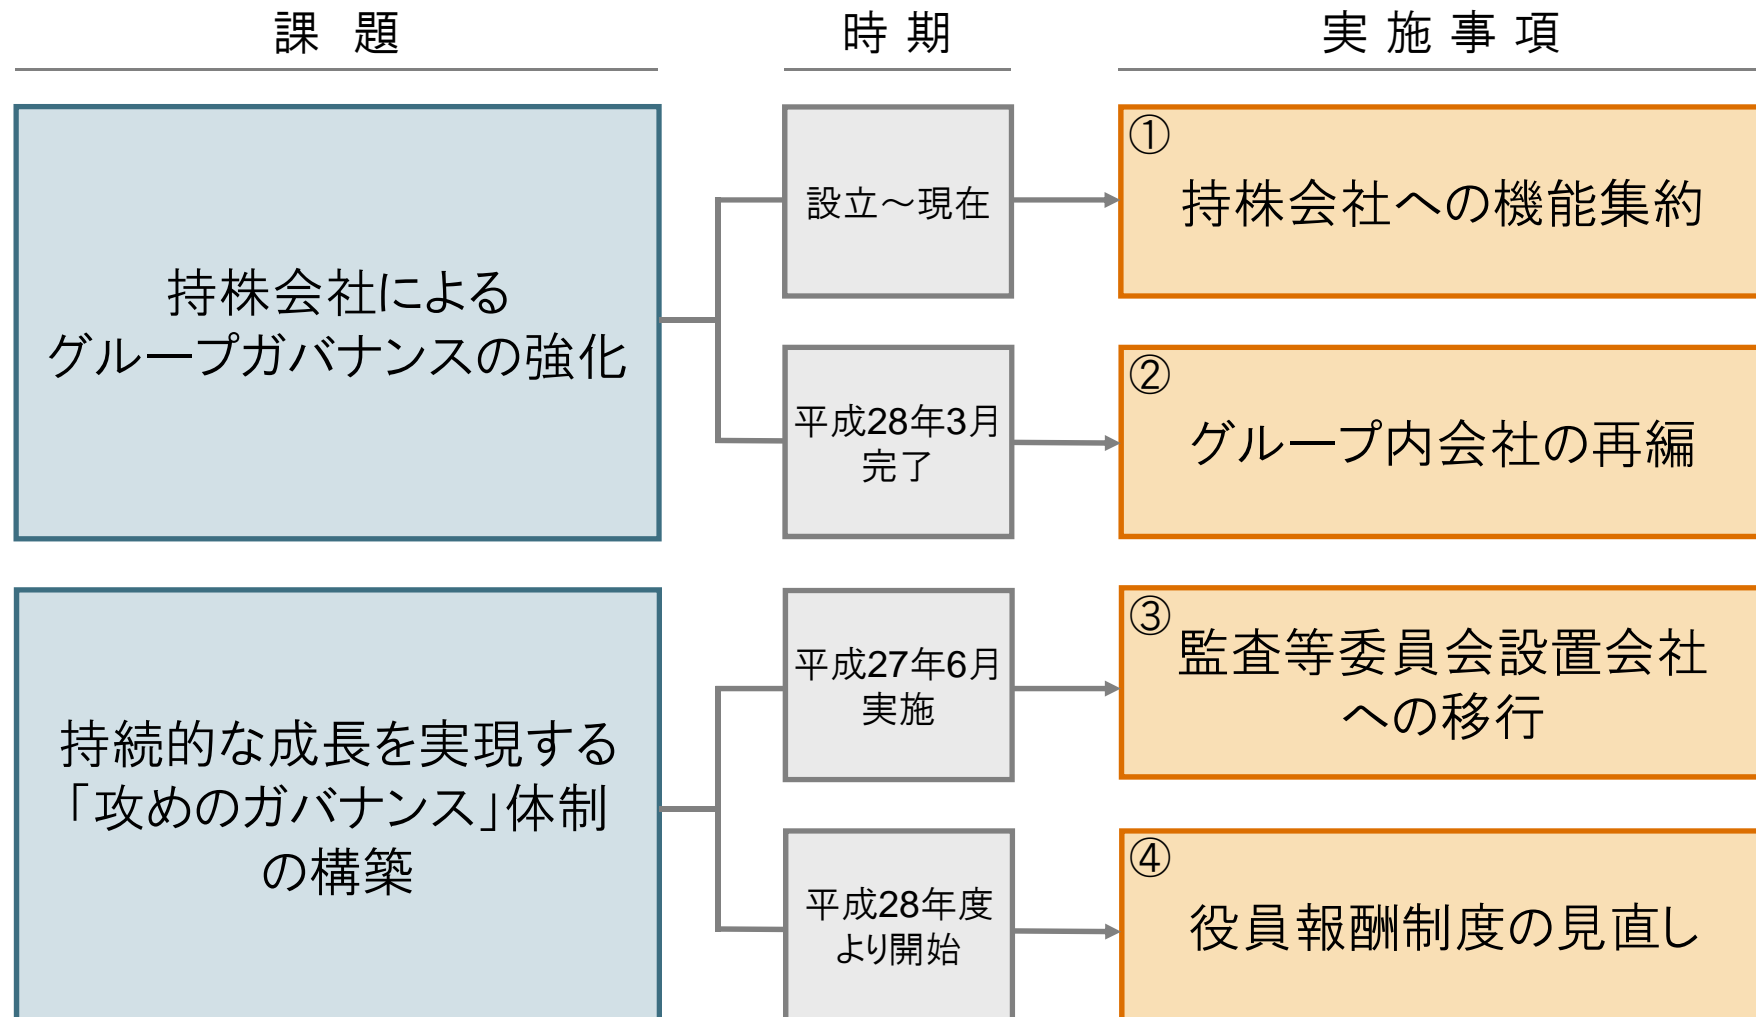 課題
時期
実施事項
持株会社による
グループガバナンスの強化
設立～現在
①
持株会社への機能集約
平成28年3月
完了
②
グループ内会社の再編
持続的な成長を実現する
「攻めのガバナンス」体制
の構築
平成27年6月
実施
③
監査等委員会設置会社
への移行
平成28年度
より開始
④
役員報酬制度の見直し